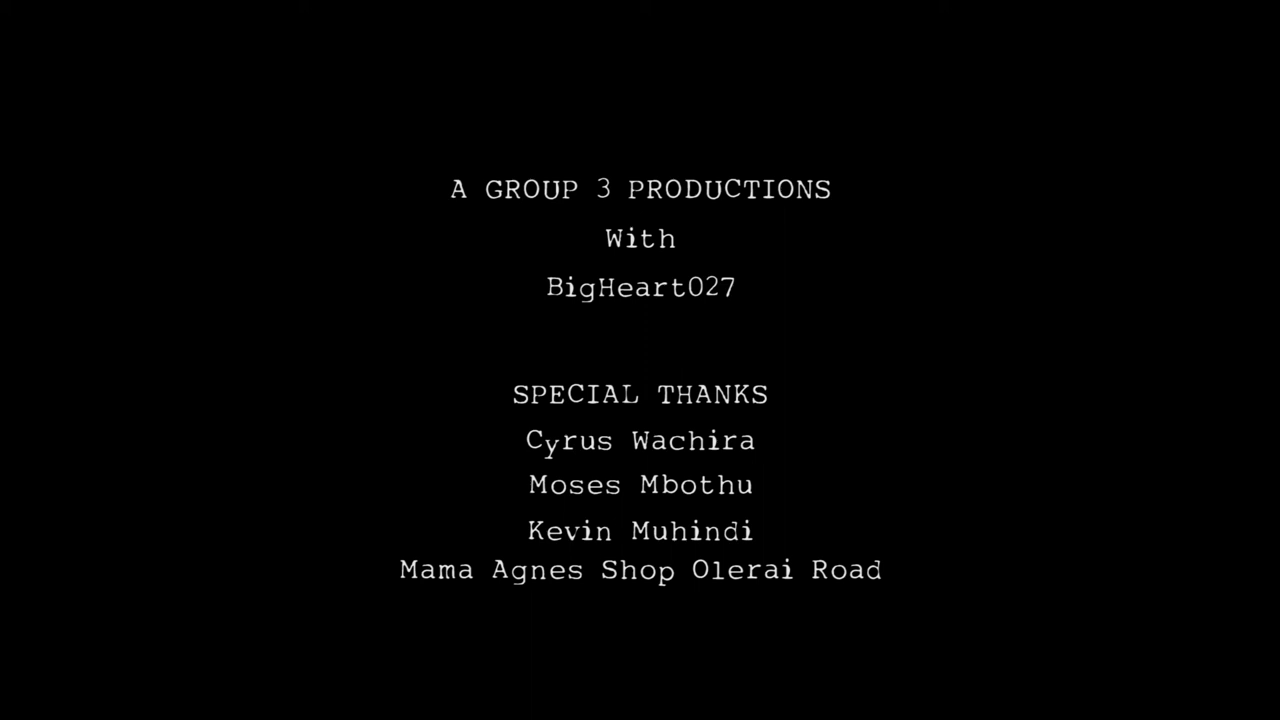 A GROUP 3 PRODUCTIONS
With
BigHeart027
SPECIAL THANKS
Cyrus Wachira
Moses Mbothu
Kevin Muhindi
Mama Agnes Shop Olerai Road